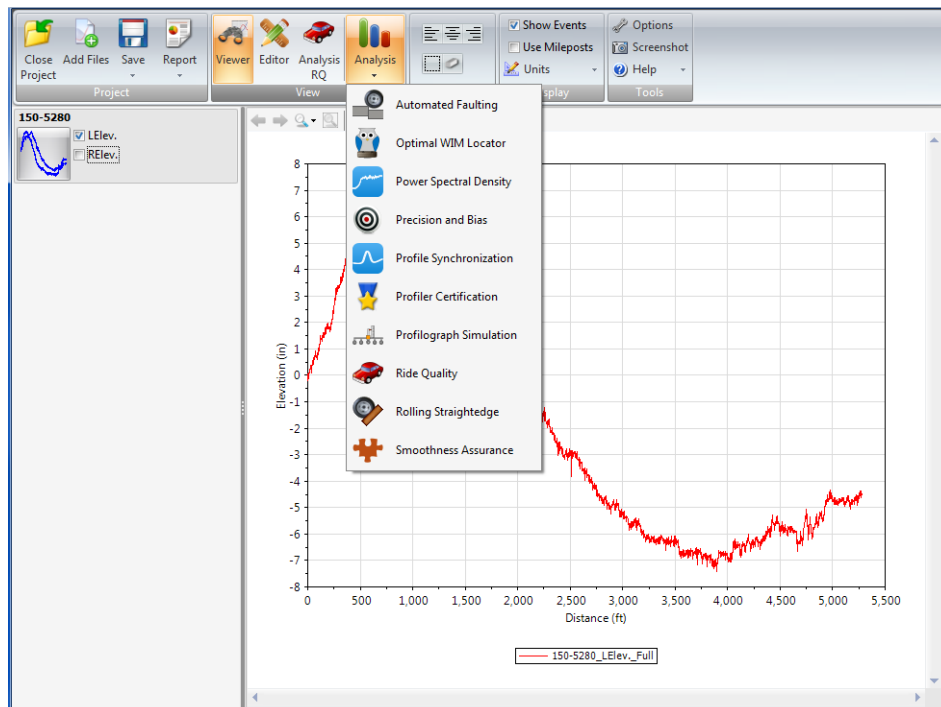 Close
Project
Add Files
Save
Report
Project
Viewer
Editor
Analysis
RQ
Analysis
View
Show Events
Use Mileposts
Units
Options
Screenshot
Help
Tools
150-5280
LElev.
RElev.
Automated Faulting
Optimal WIM Locator
Power Spectral Density
Precision and Bias
Profile Synchronization
Profiler Certification
Profilograph Simulation
Ride Quality
Rolling Straightedge
Smoothness Assurance
8
7
6
5
4
3
2
1
0
-1
-2
-3
-4
-5
-6
-7
-8
Elevation (in)
0
500
1,000
1,500
2,000
2,500
3,000
3,500
4,000
4,500
5,000
5,500
Distance (ft)
150-5280_LElev._Full